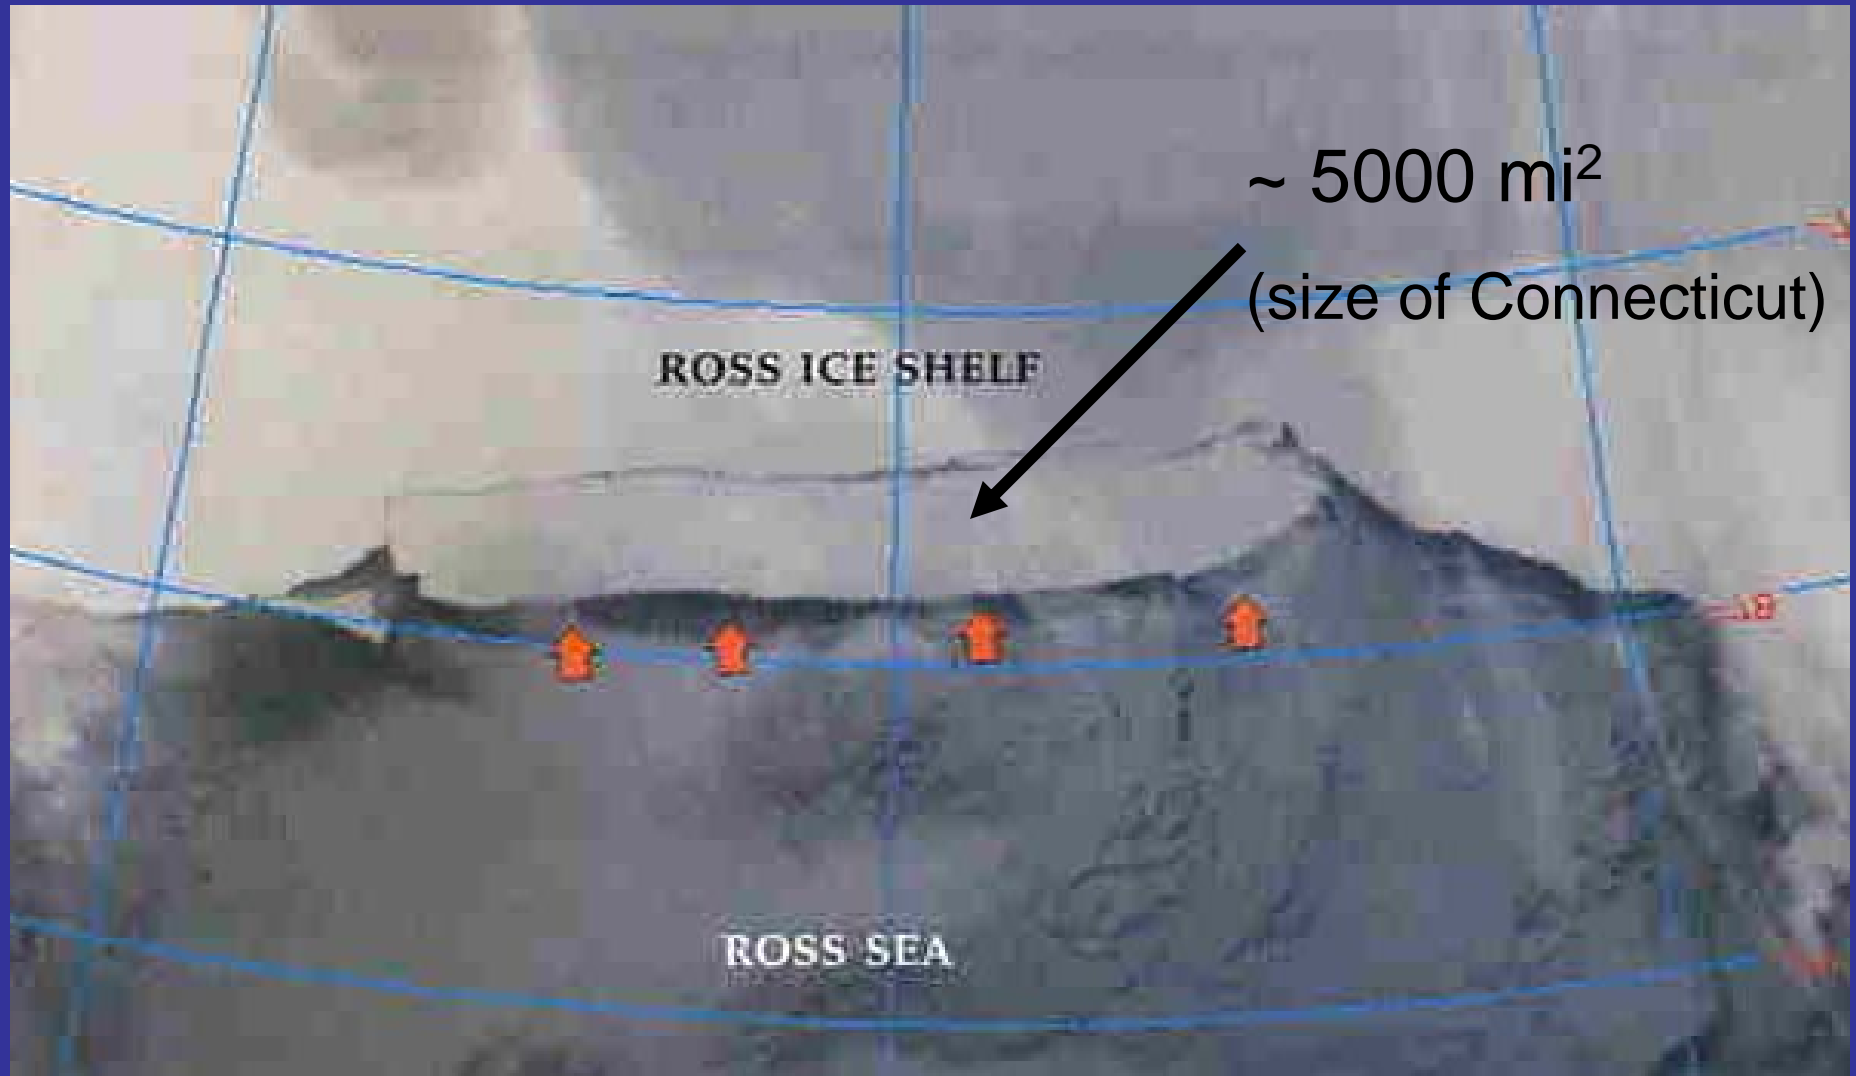 ~ 5000 mi²
(size of Connecticut)
ROSS ICE SHELF
ROSS SEA